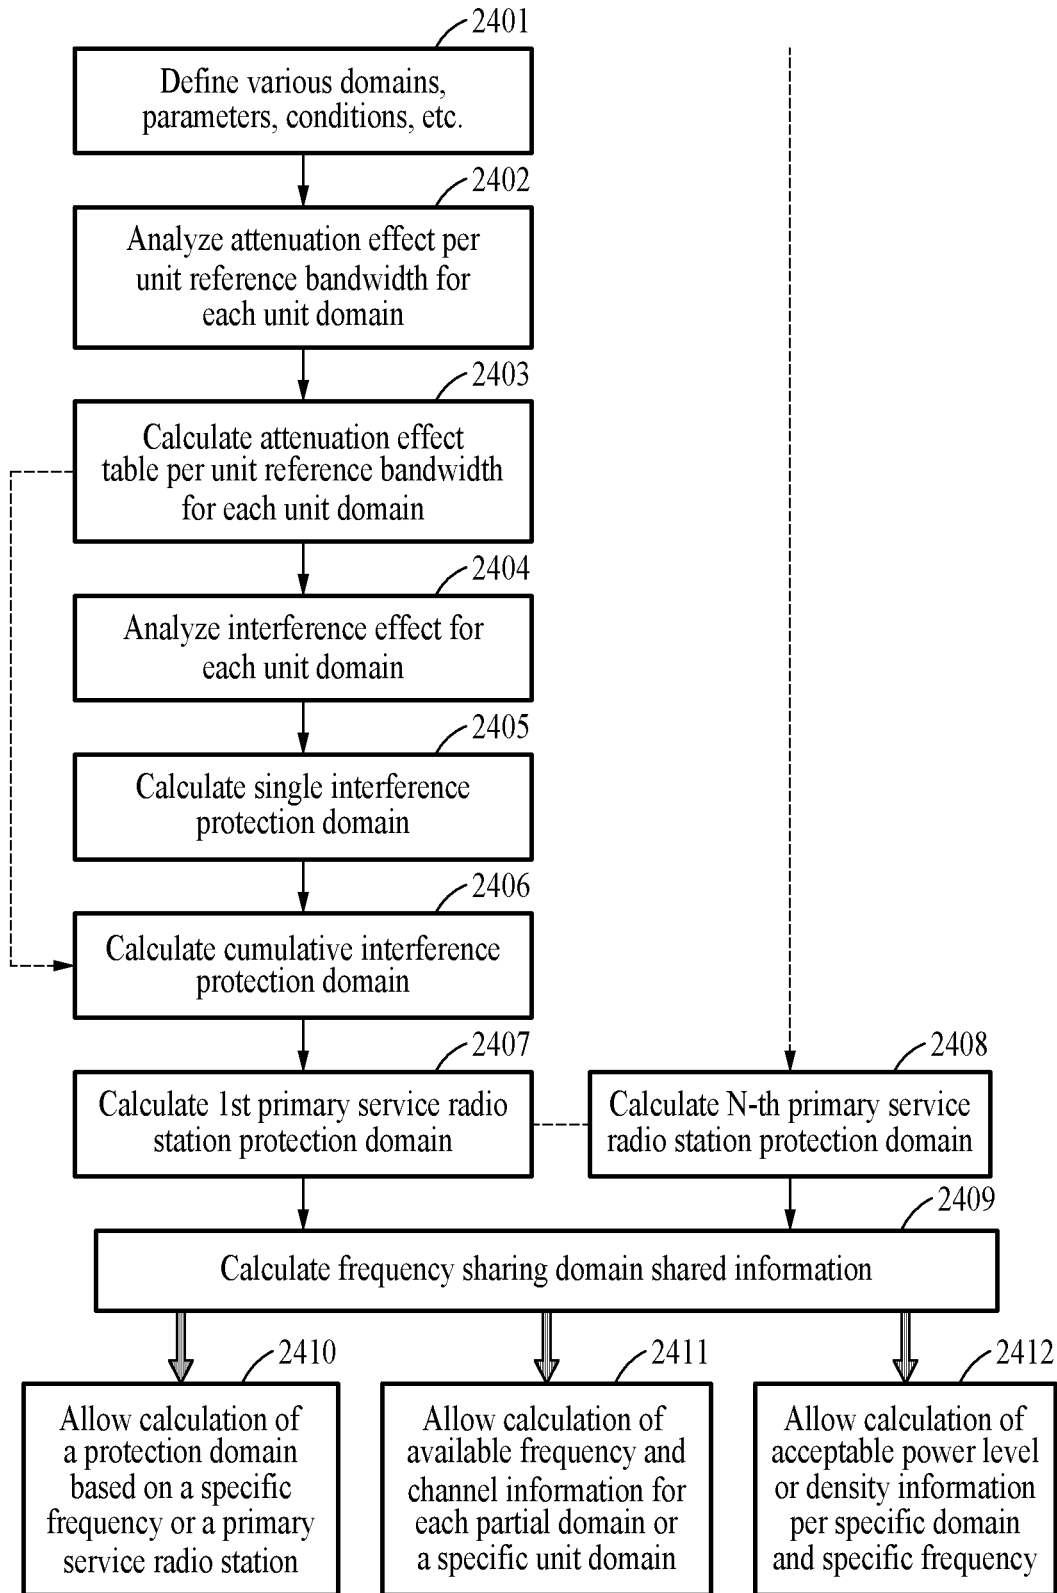 2401
Define various domains,
parameters, conditions, etc.
2402
Analyze attenuation effect per
unit reference bandwidth for
each unit domain
2403
Calculate attenuation effect
table per unit reference bandwidth
for each unit domain
2404
Analyze interference effect for
each unit domain
2405
Calculate single interference
protection domain
2406
Calculate cumulative interference
protection domain
2407
Calculate 1st primary service radio
station protection domain
2408
Calculate N-th primary service
radio station protection domain
2409
Calculate frequency sharing domain shared information
2410
Allow calculation of
a protection domain
based on a specific
frequency or a primary
service radio station
2411
Allow calculation of
available frequency and
channel information for
each partial domain or
a specific unit domain
2412
Allow calculation of
acceptable power level
or density information
per specific domain
and specific frequency